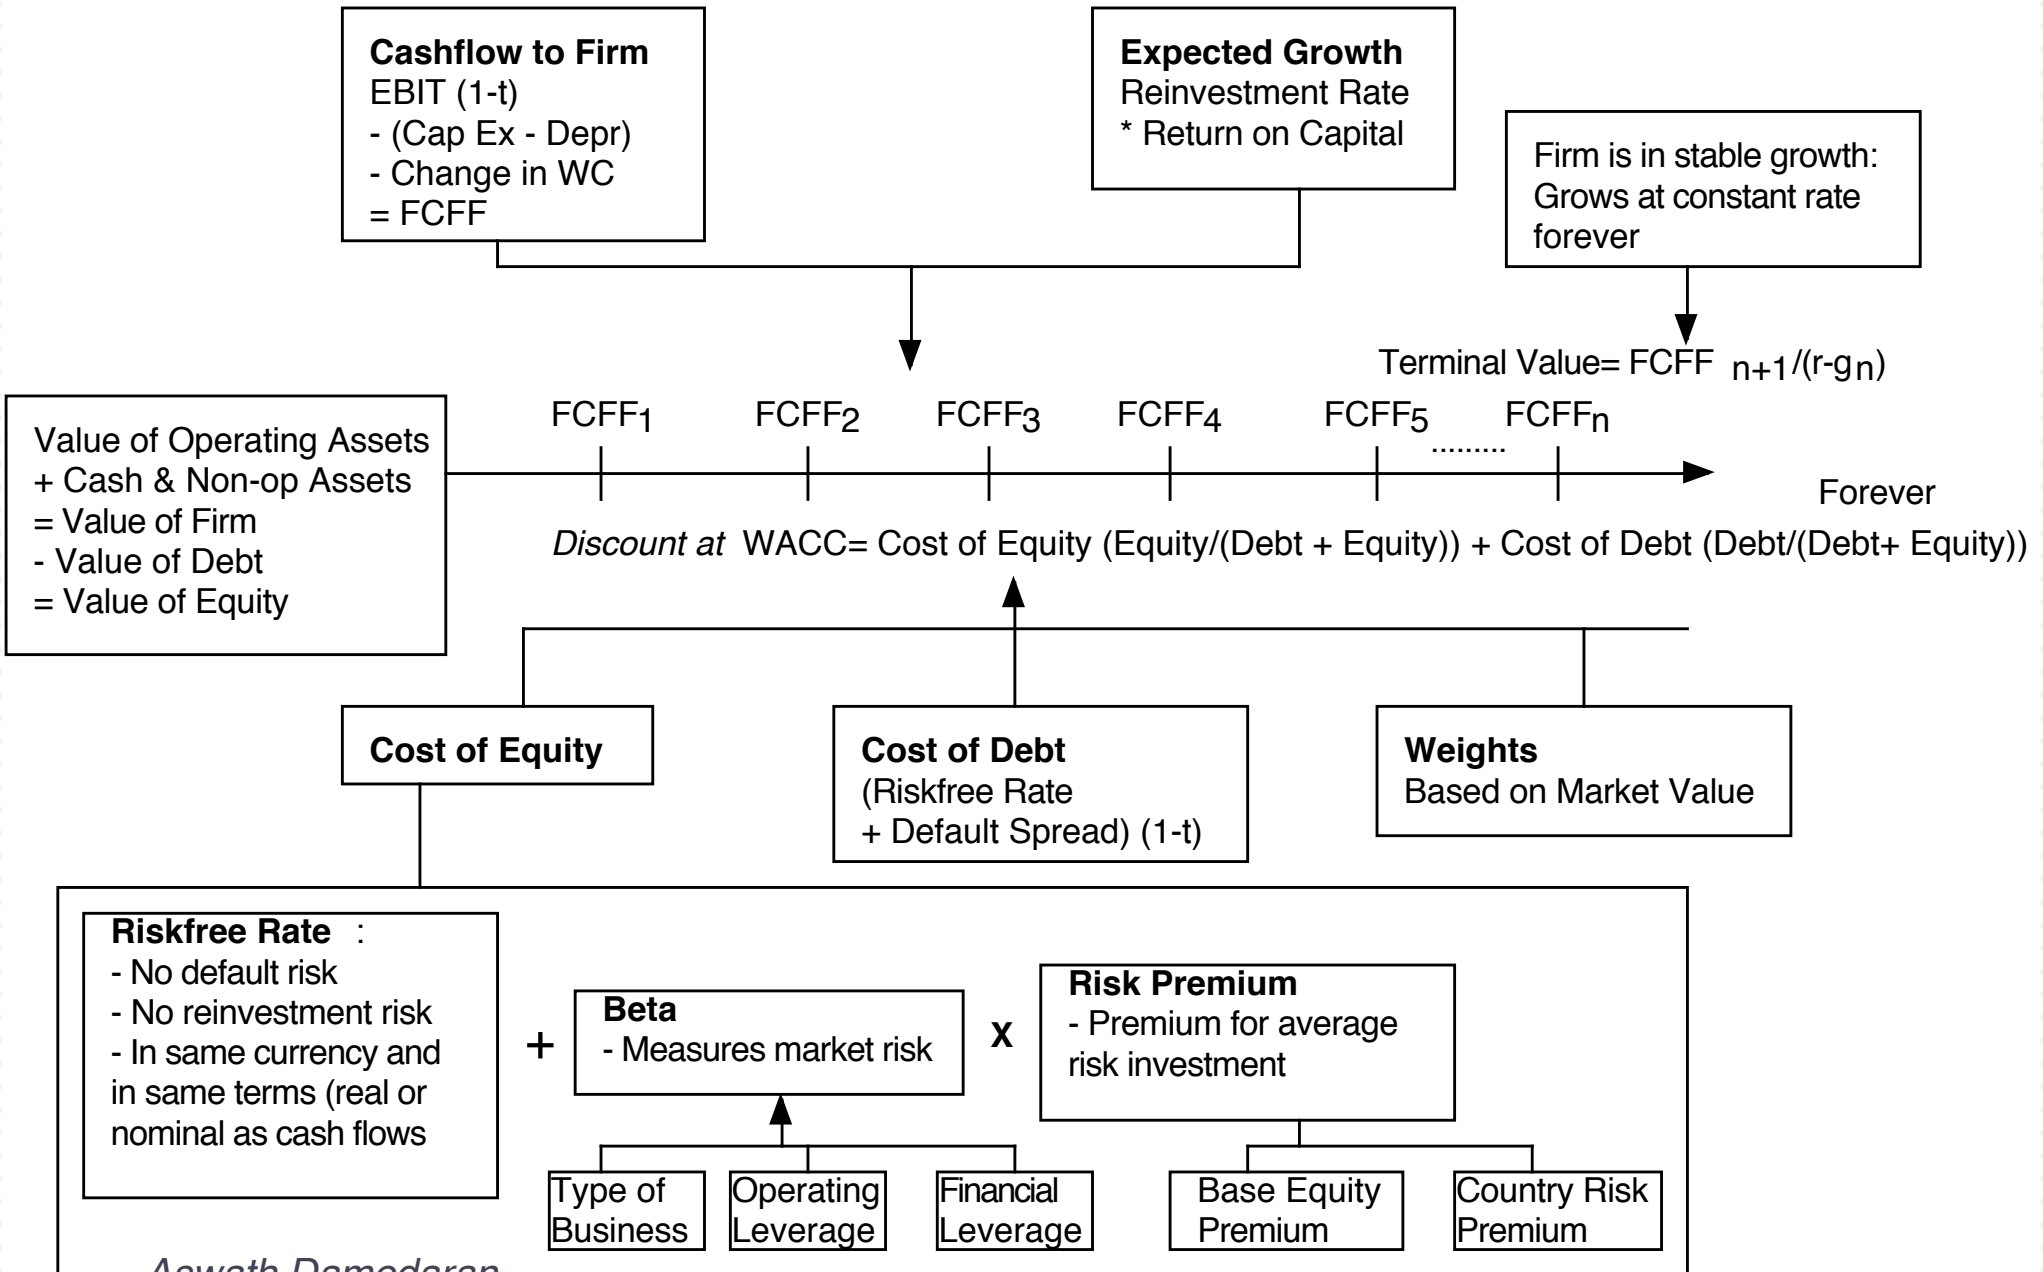 Cashflow to Firm
EBIT (1-t)
- (Cap Ex - Depr)
- Change in WC
= FCFF
Expected Growth
Reinvestment Rate
* Return on Capital
Firm is in stable growth:
Grows at constant rate
forever
Terminal Value= FCFF n+1/(r-gn)
FCFF1 FCFF2 FCFF3 FCFF4 FCFF5 ......... FCFFn
Forever
Value of Operating Assets
+ Cash & Non-op Assets
= Value of Firm
- Value of Debt
= Value of Equity
Discount at WACC= Cost of Equity (Equity/(Debt + Equity)) + Cost of Debt (Debt/(Debt+ Equity))
Cost of Equity
Cost of Debt
(Riskfree Rate
+ Default Spread) (1-t)
Weights
Based on Market Value
Riskfree Rate :
- No default risk
- No reinvestment risk
- In same currency and
in same terms (real or
nominal as cash flows
+
Beta
- Measures market risk
X
Risk Premium
- Premium for average
risk investment
Type of
Business
Operating
Leverage
Financial
Leverage
Base Equity
Premium
Country Risk
Premium
Aswath Damodaran